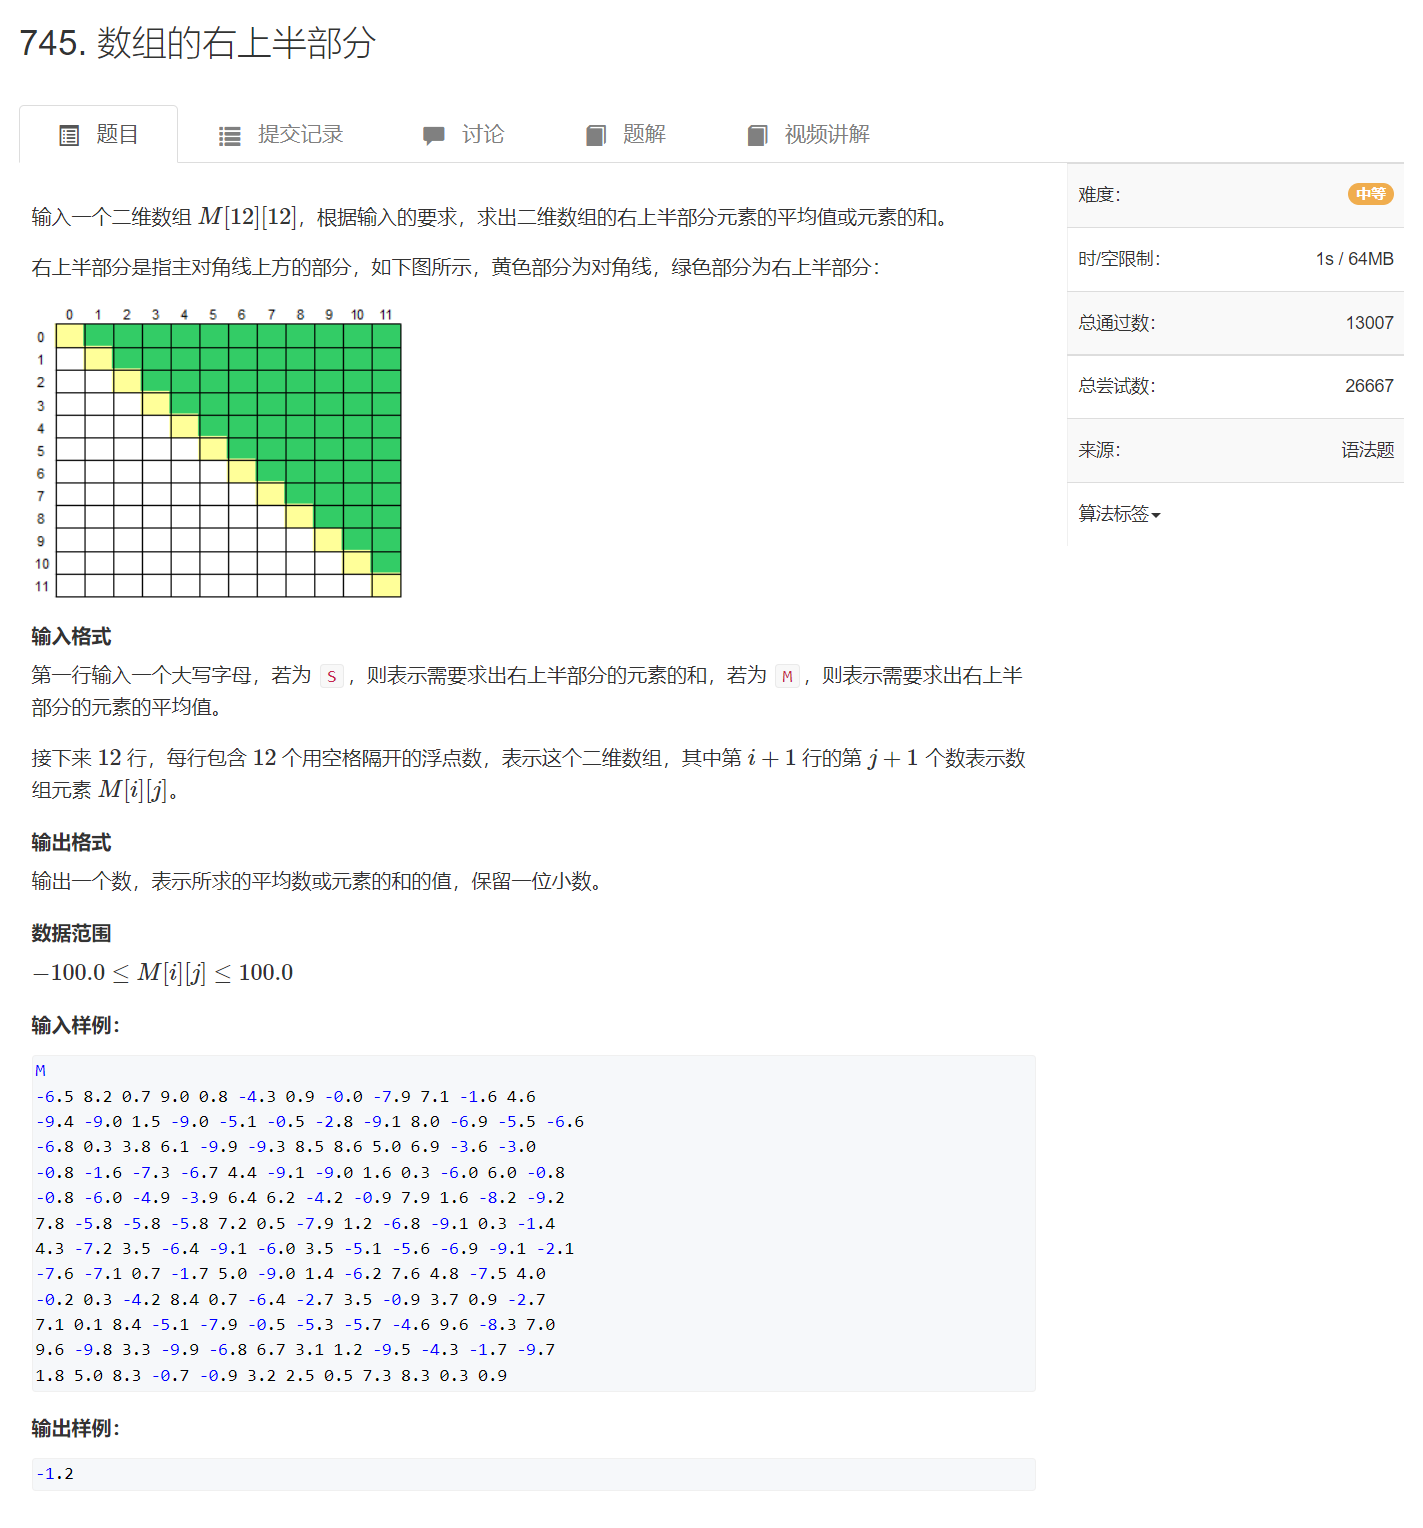 745. 数组的右上半部分
题目 提交记录 讨论 题解 视频讲解
输入一个二维数组 M[12][12]，根据输入的要求，求出二维数组的右上半部分元素的平均值或元素的和。
右上半部分是指主对角线上方的部分，如下图所示，黄色部分为对角线，绿色部分为右上半部分：
0 1 2 3 4 5 6 7 8 9 10 11
0
1
2
3
4
5
6
7
8
9
10
11
输入格式
第一行输入一个大写字母，若为 S ，则表示需要求出右上半部分的元素的和，若为 M ，则表示需要求出右上半
部分的元素的平均值。
接下来 12 行，每行包含 12 个用空格隔开的浮点数，表示这个二维数组，其中第 i + 1 行的第 j + 1 个数表示数
组元素 M[i][j]。
输出格式
输出一个数，表示所求的平均数或元素的和的值，保留一位小数。
数据范围
−100.0 ≤ M[i][j] ≤ 100.0
输入样例：
M
-6.5 8.2 0.7 9.0 0.8 -4.3 0.9 -0.0 -7.9 7.1 -1.6 4.6
-9.4 -9.0 1.5 -9.0 -5.1 -0.5 -2.8 -9.1 8.0 -6.9 -5.5 -6.6
-6.8 0.3 3.8 6.1 -9.9 -9.3 8.5 8.6 5.0 6.9 -3.6 -3.0
-0.8 -1.6 -7.3 -6.7 4.4 -9.1 -9.0 1.6 0.3 -6.0 6.0 -0.8
-0.8 -6.0 -4.9 -3.9 6.4 6.2 -4.2 -0.9 7.9 1.6 -8.2 -9.2
7.8 -5.8 -5.8 -5.8 7.2 0.5 -7.9 1.2 -6.8 -9.1 0.3 -1.4
4.3 -7.2 3.5 -6.4 -9.1 -6.0 3.5 -5.1 -5.6 -6.9 -9.1 -2.1
-7.6 -7.1 0.7 -1.7 5.0 -9.0 1.4 -6.2 7.6 4.8 -7.5 4.0
-0.2 0.3 -4.2 8.4 0.7 -6.4 -2.7 3.5 -0.9 3.7 0.9 -2.7
7.1 0.1 8.4 -5.1 -7.9 -0.5 -5.3 -5.7 -4.6 9.6 -8.3 7.0
9.6 -9.8 3.3 -9.9 -6.8 6.7 3.1 1.2 -9.5 -4.3 -1.7 -9.7
1.8 5.0 8.3 -0.7 -0.9 3.2 2.5 0.5 7.3 8.3 0.3 0.9
输出样例：
-1.2
难度： 中等
时/空限制： 1s / 64MB
总通过数： 13007
总尝试数： 26667
来源： 语法题
算法标签